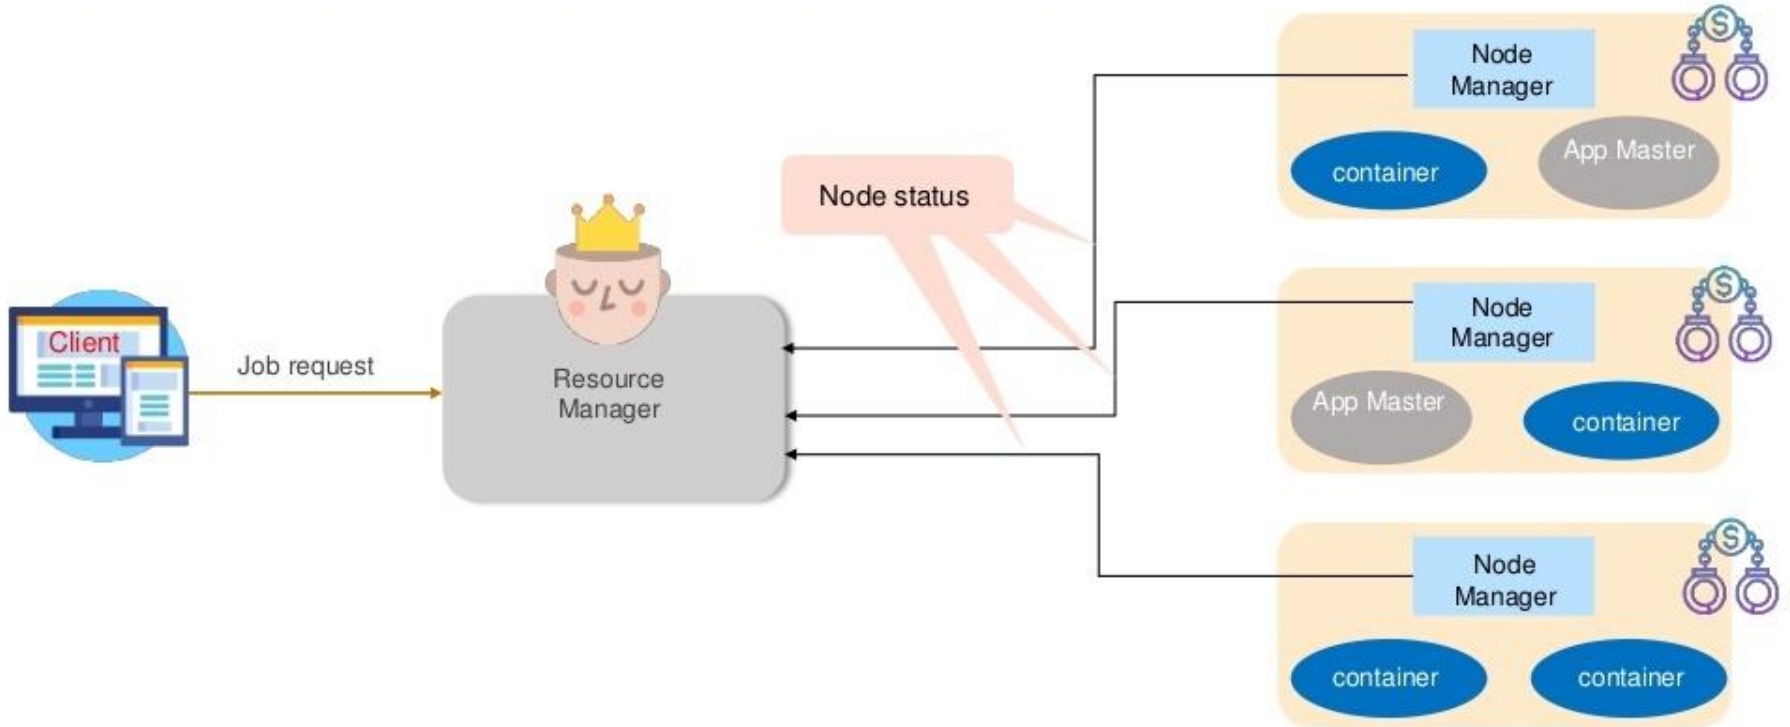 Client
Job request
Resource
Manager
Node status
Node
Manager
container
App Master
Node
Manager
App Master
container
Node
Manager
container
container